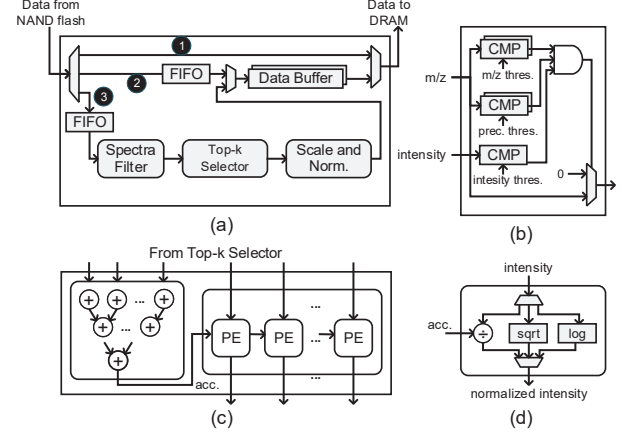 Data from
NAND flash
Data to
DRAM
1
2
FIFO
Data Buffer
3
FIFO
Spectra
Filter
Top-k
Selector
Scale and
Norm.
(a)
CMP
m/z thres.
m/z
CMP
prec. thres.
intensity
CMP
intesity thres.
0
(b)
From Top-k Selector
+ + ... +
+ ... +
+
acc.
...
PE PE ... PE
...
(c)
intensity
acc.
÷
sqrt
log
normalized intensity
(d)